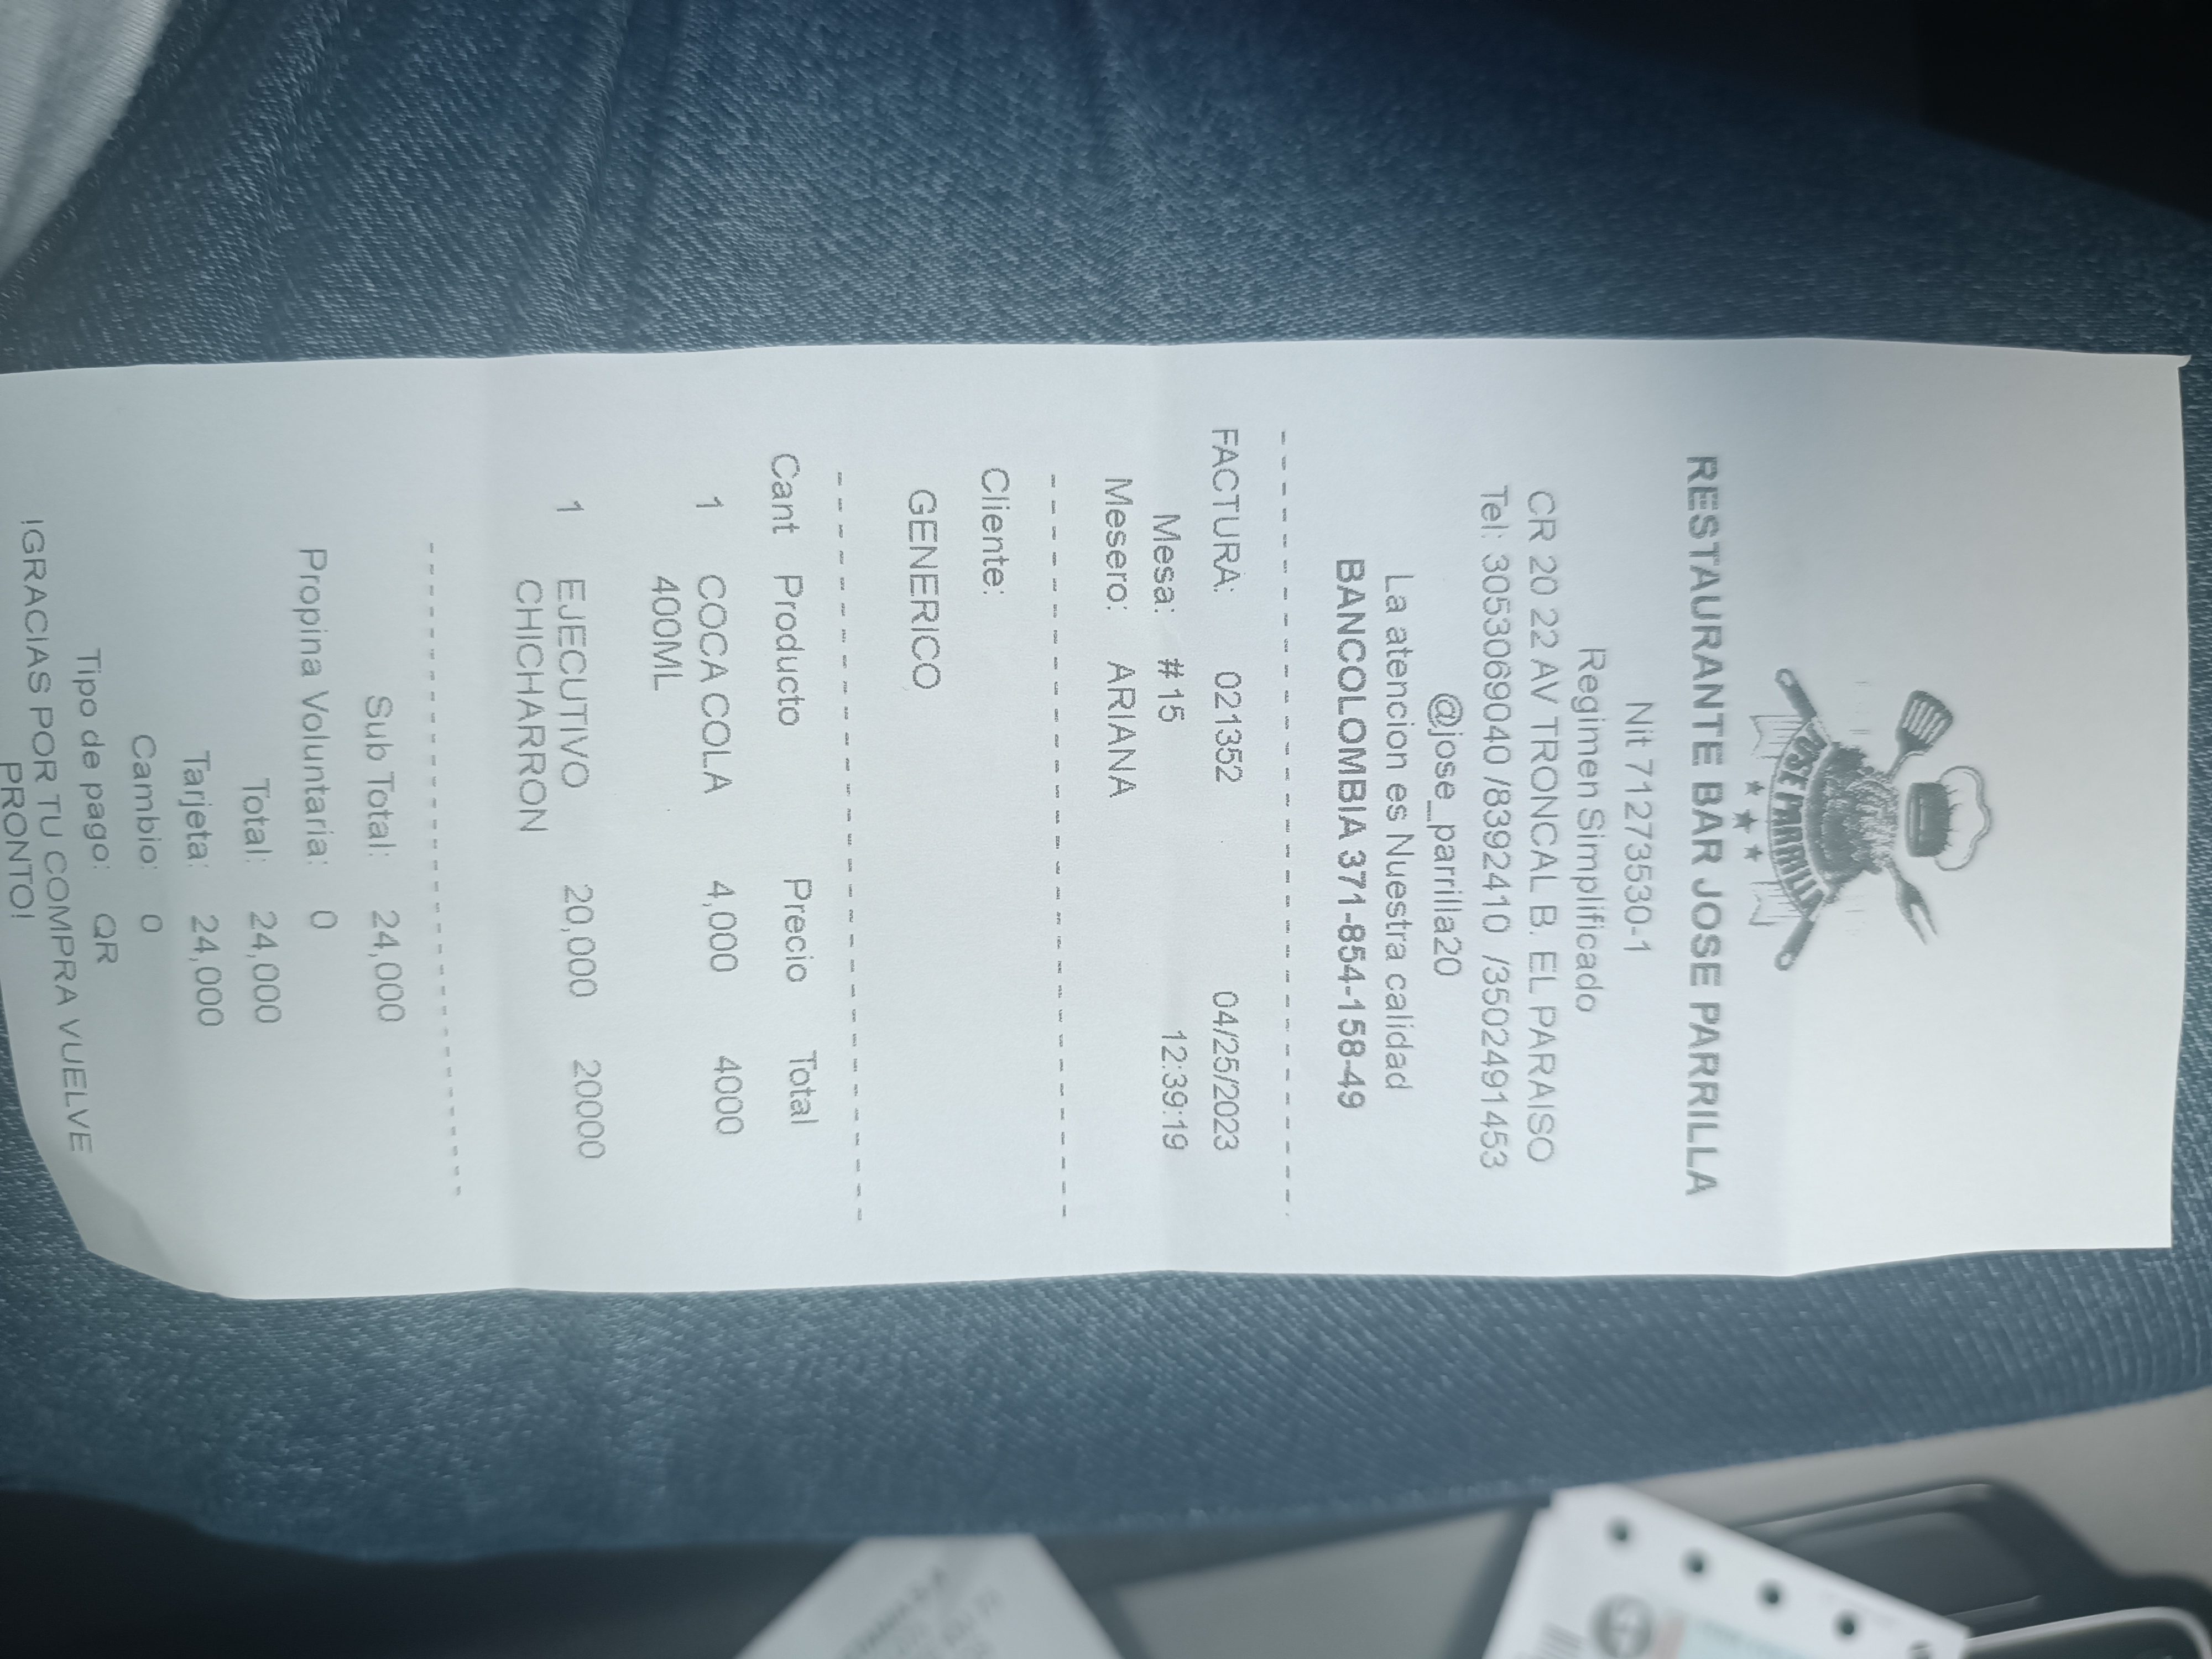 JOSE PARRILLA
RESTAURANTE BAR JOSE PARRILLA
Nit 71273530-1
Regimen Simplificado
CR 20 22 AV TRONCAL B. EL PARAISO
Tel: 3053069040 /8392410 /3502491453
@jose_parrilla20
La atencion es Nuestra calidad
BANCOLOMBIA 371-854-158-49
FACTURA: 021352 04/25/2023
Mesa: # 15 12:39:19
Mesero: ARIANA
Cliente:
GENERICO
Cant Producto Precio Total
1 COCA COLA 4,000 4000
400ML
1 EJECUTIVO 20,000 20000
CHICHARRON
Sub Total: 24,000
Propina Voluntaria: 0
Total: 24,000
Tarjeta: 24,000
Cambio: 0
Tipo de pago: QR
!GRACIAS POR TU COMPRA VUELVE
PRONTO!